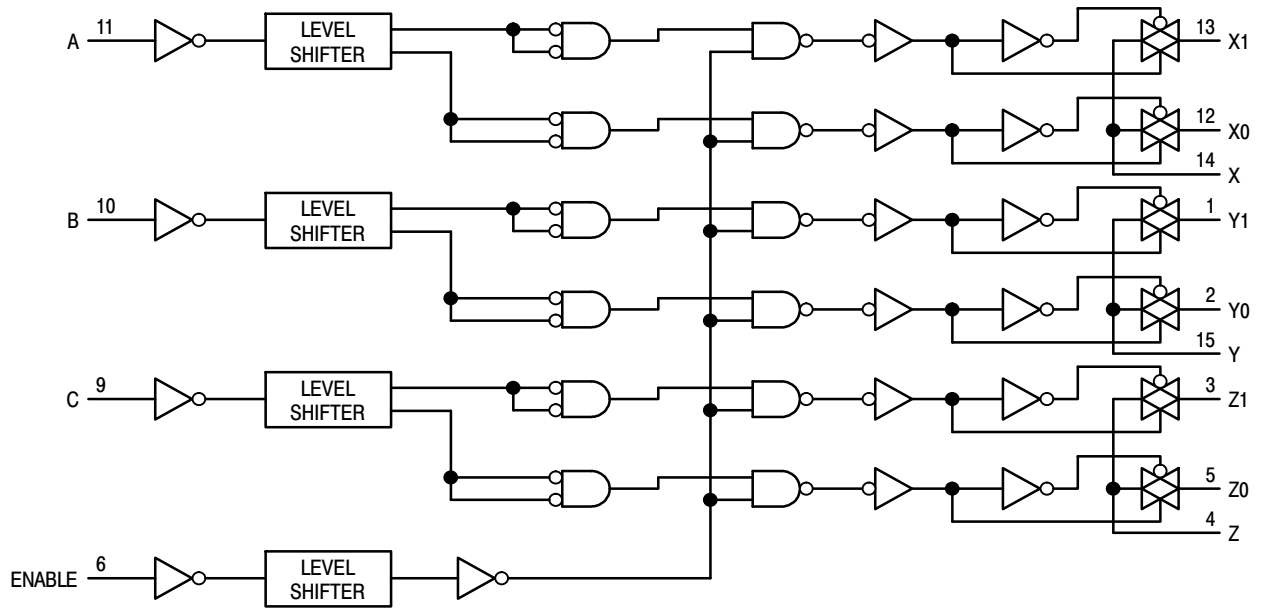 A 11 LEVEL SHIFTER 13 X1
12 X0
14 X
B 10 LEVEL SHIFTER 1 Y1
2 Y0
15 Y
C 9 LEVEL SHIFTER 3 Z1
5 Z0
4 Z
ENABLE 6 LEVEL SHIFTER